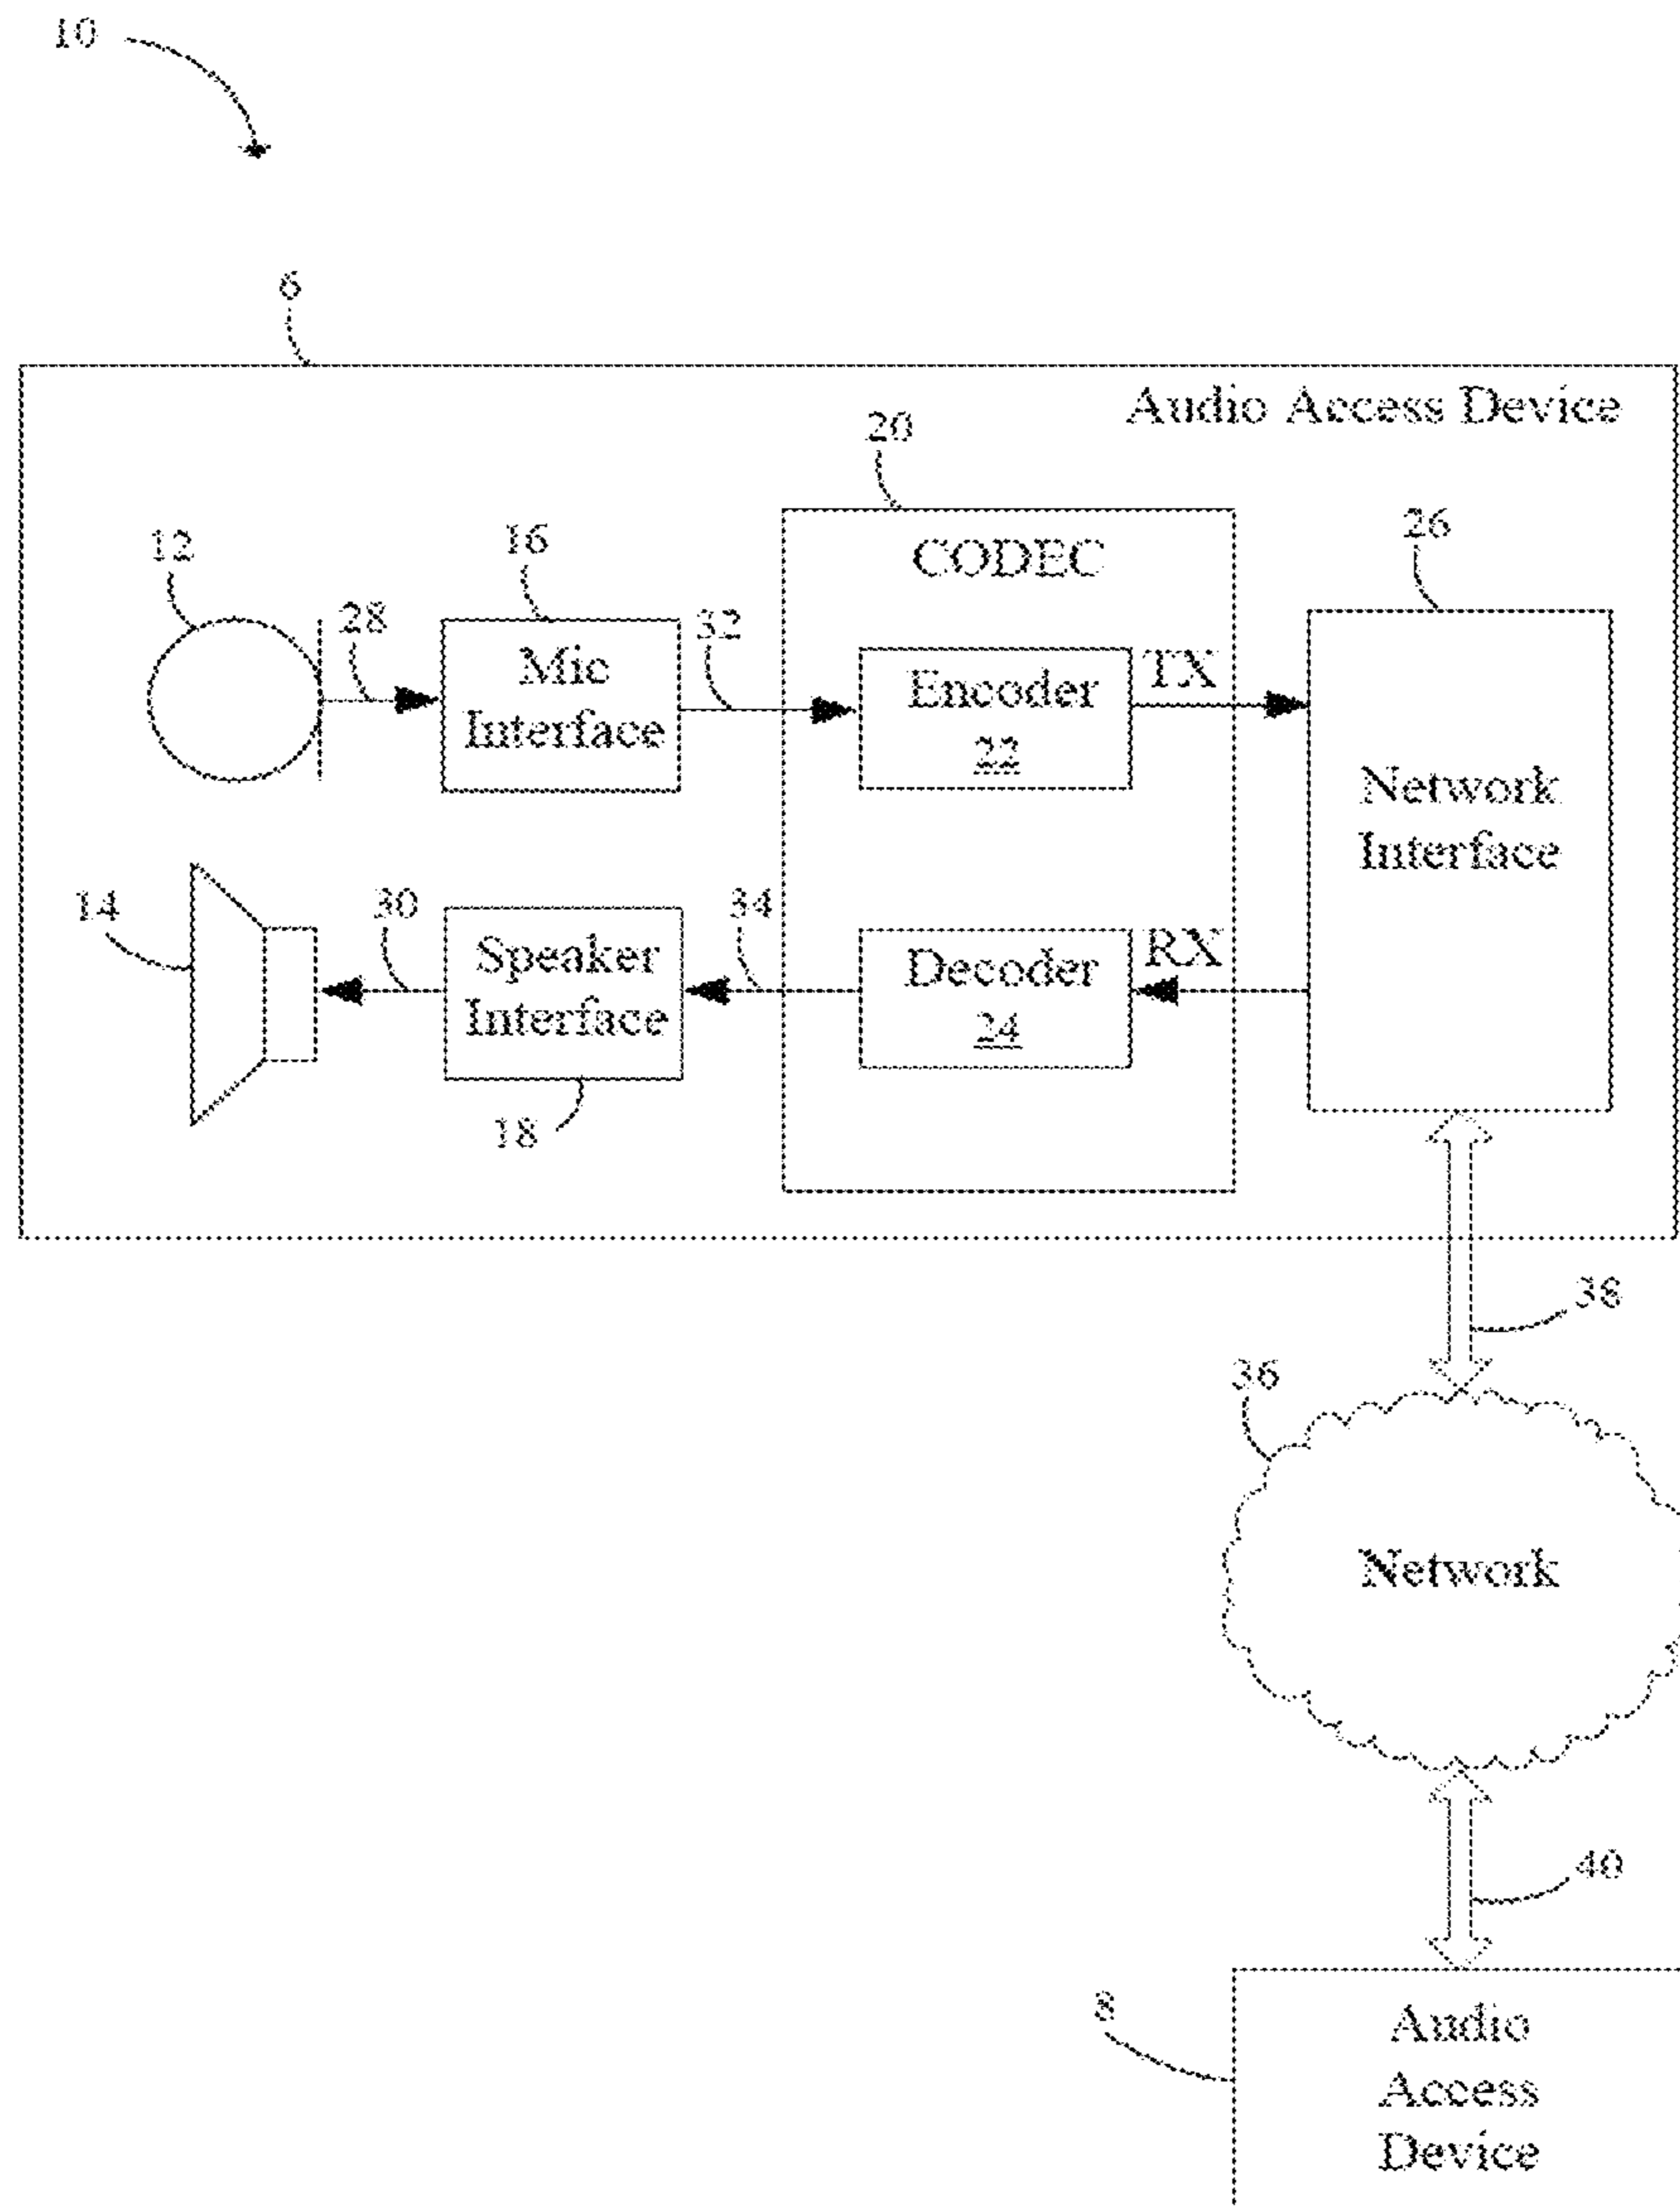 10
6
Audio Access Device
20
12
28
16
32
CODEC
26
Mic
Interface
Encoder
22
TX
Network
Interface
14
30
Speaker
Interface
34
Decoder
24
RX
18
38
36
Network
40
8
Audio
Access
Device